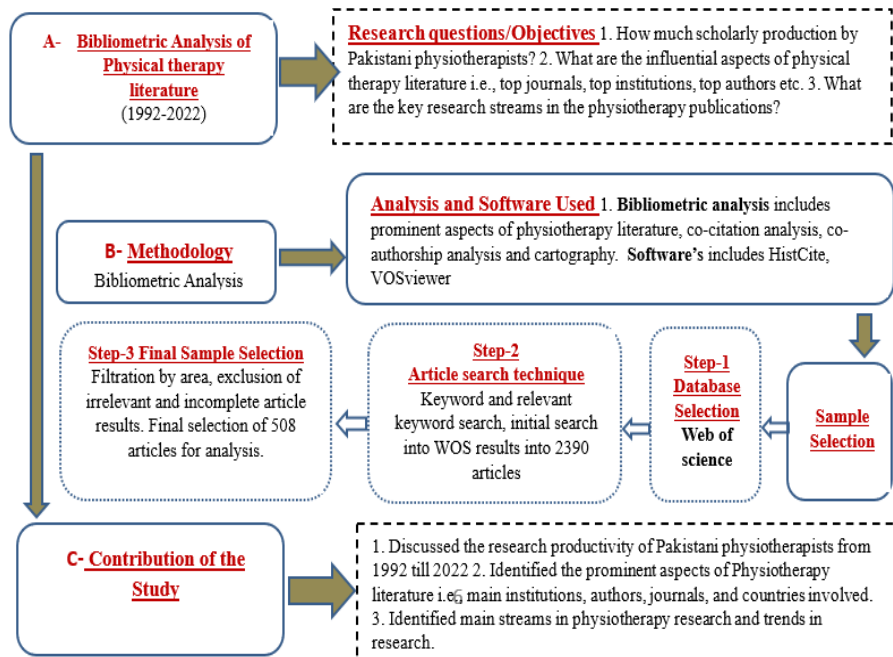 A- Bibliometric Analysis of
Physical therapy
literature
(1992-2022)
Research questions/Objectives 1. How much scholarly production by
Pakistani physiotherapists? 2. What are the influential aspects of physical
therapy literature i.e., top journals, top institutions, top authors etc. 3. What
are the key research streams in the physiotherapy publications?
B- Methodology
Bibliometric Analysis
Analysis and Software Used 1. Bibliometric analysis includes
prominent aspects of physiotherapy literature, co-citation analysis, co-
authorship analysis and cartography. Software's includes HistCite,
VOSviewer
Sample
Selection
Step-1
Database
Selection
Web of
science
Step-2
Article search technique
Keyword and relevant
keyword search, initial search
into WOS results into 2390
articles
Step-3 Final Sample Selection
Filtration by area, exclusion of
irrelevant and incomplete article
results. Final selection of 508
articles for analysis.
C- Contribution of the
Study
1. Discussed the research productivity of Pakistani physiotherapists from
1992 till 2022 2. Identified the prominent aspects of Physiotherapy
literature i.e. main institutions, authors, journals, and countries involved.
3. Identified main streams in physiotherapy research and trends in
research.
6